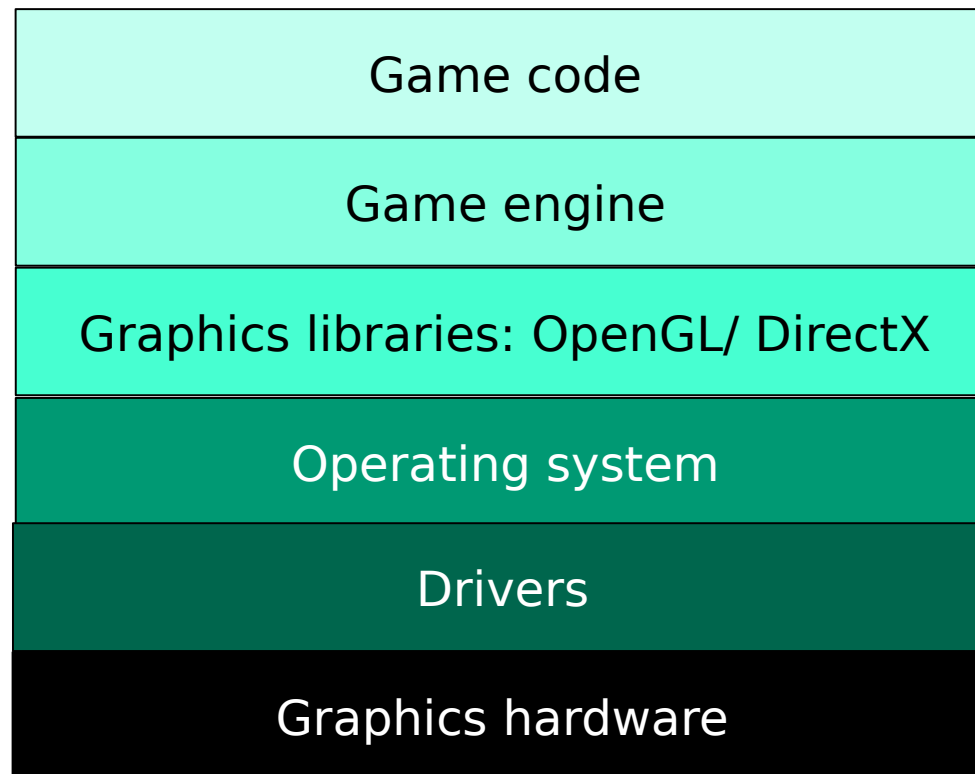 Game code
Game engine
Graphics libraries: OpenGL/ DirectX
Operating system
Drivers
Graphics hardware